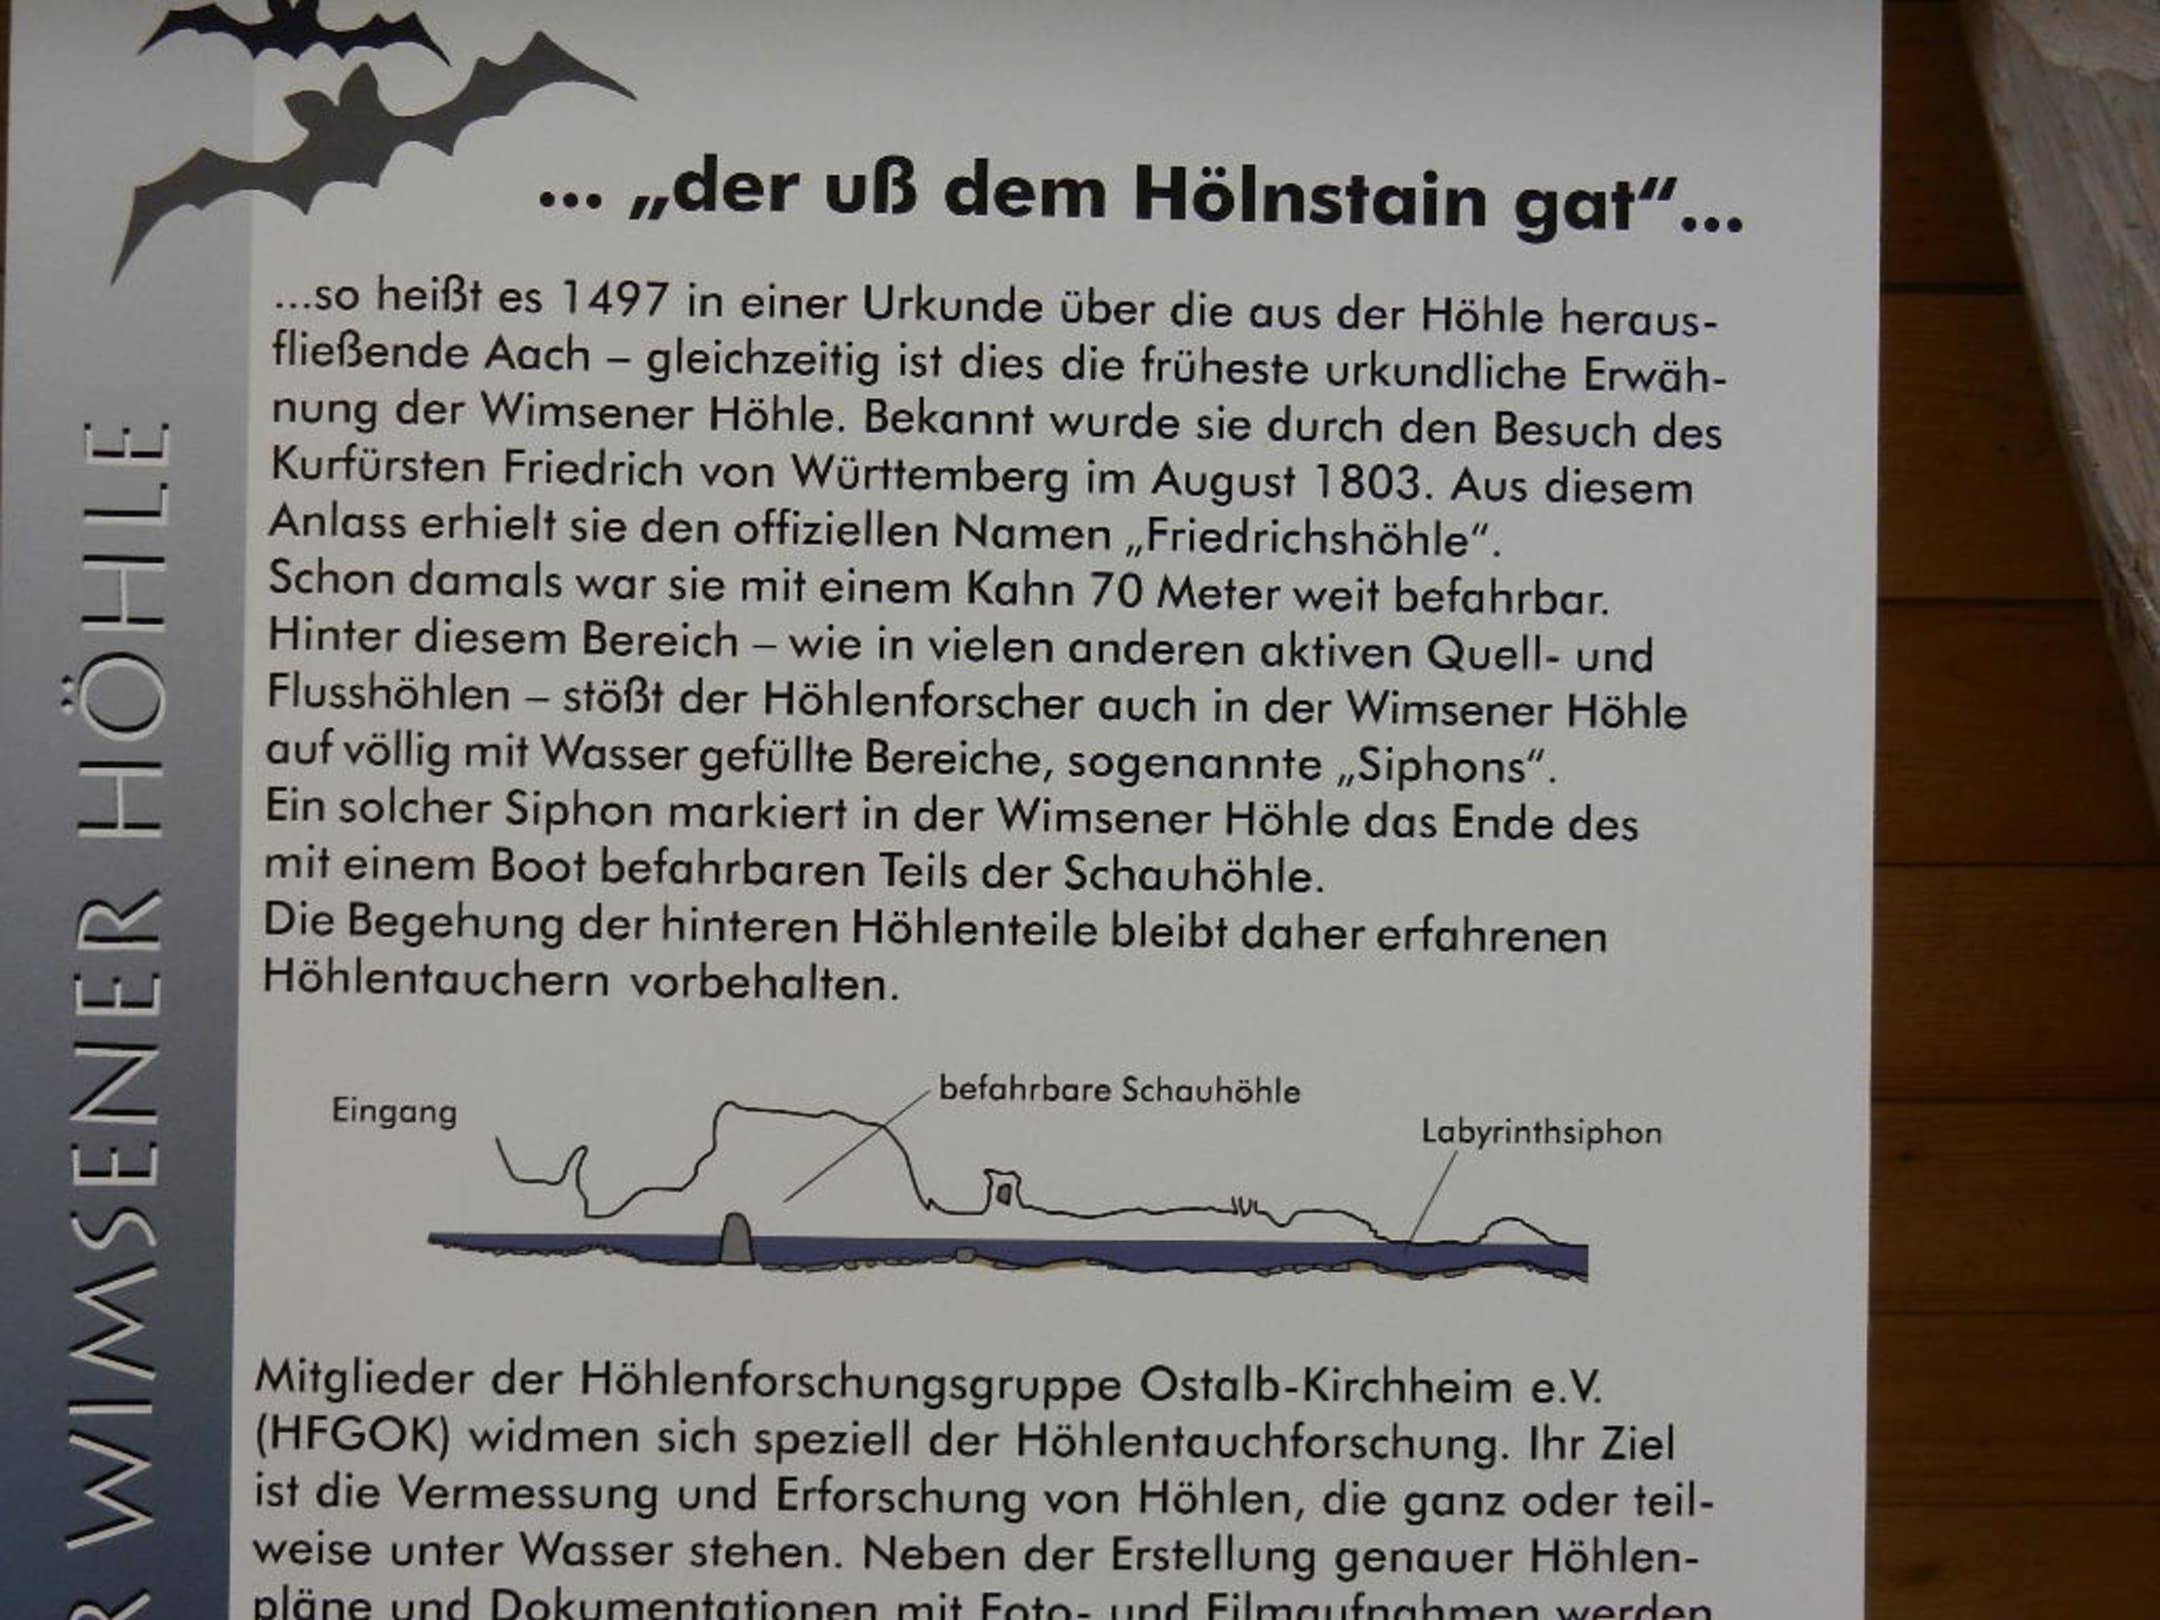 ... „der uß dem Hölnstain gat“...
...so heißt es 1497 in einer Urkunde über die aus der Höhle heraus-
fließende Aach – gleichzeitig ist dies die früheste urkundliche Erwäh-
nung der Wimsener Höhle. Bekannt wurde sie durch den Besuch des
Kurfürsten Friedrich von Württemberg im August 1803. Aus diesem
Anlass erhielt sie den offiziellen Namen „Friedrichshöhle“.
Schon damals war sie mit einem Kahn 70 Meter weit befahrbar.
Hinter diesem Bereich – wie in vielen anderen aktiven Quell- und
Flusshöhlen – stößt der Höhlenforscher auch in der Wimsener Höhle
auf völlig mit Wasser gefüllte Bereiche, sogenannte „Siphons“.
Ein solcher Siphon markiert in der Wimsener Höhle das Ende des
mit einem Boot befahrbaren Teils der Schauhöhle.
Die Begehung der hinteren Höhlenteile bleibt daher erfahrenen
Höhlentauchern vorbehalten.
Eingang
befahrbare Schauhöhle
Labyrinthsiphon
Mitglieder der Höhlenforschungsgruppe Ostalb-Kirchheim e.V.
(HFGOK) widmen sich speziell der Höhlentauchforschung. Ihr Ziel
ist die Vermessung und Erforschung von Höhlen, die ganz oder teil-
weise unter Wasser stehen. Neben der Erstellung genauer Höhlen-
pläne und Dokumentationen mit Foto- und Filmaufnahmen werden
R WIMSENER HÖHLE